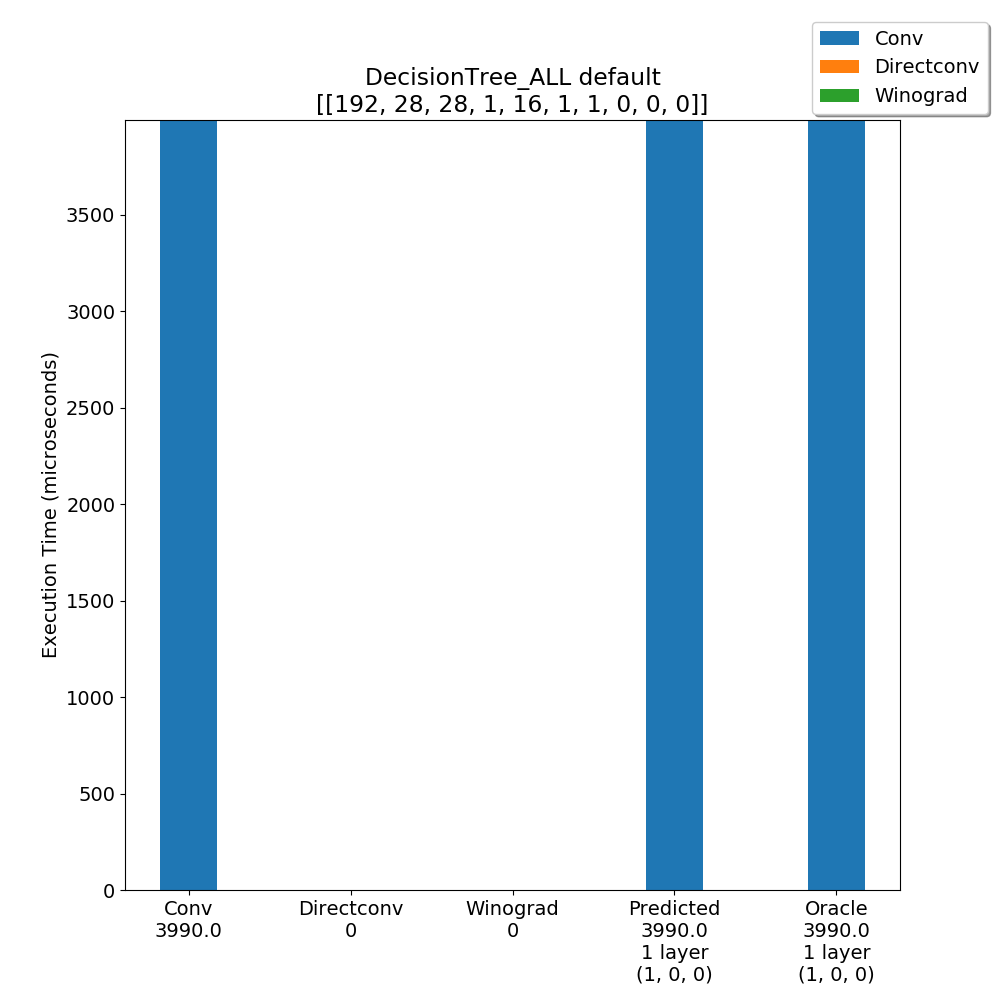 Conv
Directconv
Winograd
DecisionTree_ALL default
[[192, 28, 28, 1, 16, 1, 1, 0, 0, 0]]
Execution Time (microseconds)
3500
3000
2500
2000
1500
1000
500
0
Conv
3990.0
Directconv
0
Winograd
0
Predicted
3990.0
1 layer
(1, 0, 0)
Oracle
3990.0
1 layer
(1, 0, 0)